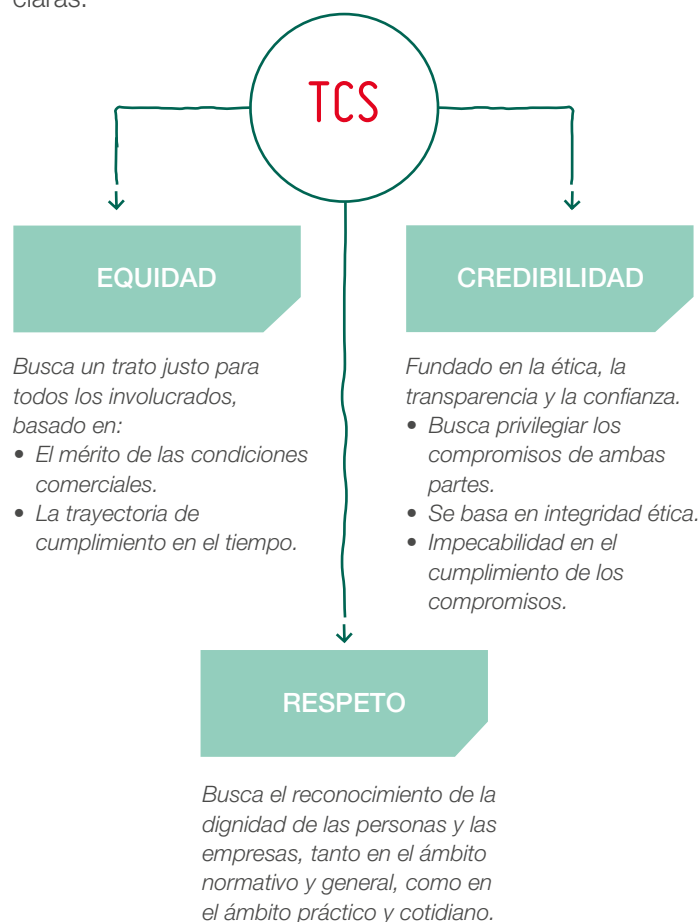 claras.
TCS
EQUIDAD
Busca un trato justo para
todos los involucrados,
basado en:
• El mérito de las condiciones
comerciales.
• La trayectoria de
cumplimiento en el tiempo.
CREDIBILIDAD
Fundado en la ética, la
transparencia y la confianza.
• Busca privilegiar los
compromisos de ambas
partes.
• Se basa en integridad ética.
• Impecabilidad en el
cumplimiento de los
compromisos.
RESPETO
Busca el reconocimiento de la
dignidad de las personas y las
empresas, tanto en el ámbito
normativo y general, como en
el ámbito práctico y cotidiano.